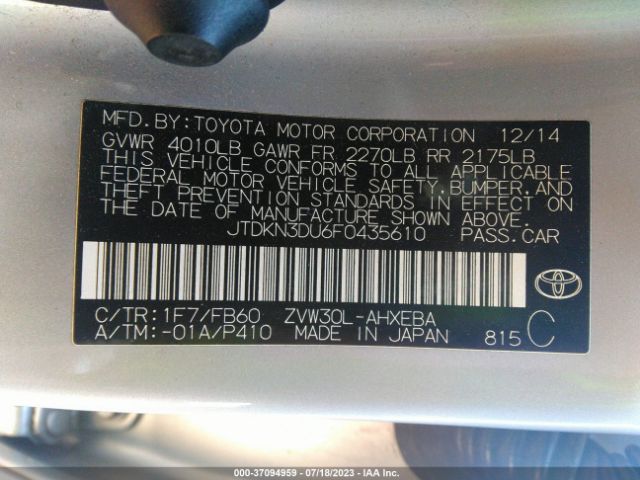 MFD.BY:TOYOTA MOTOR CORPORATION 12/14
GVWR 4010LB GAWR FR 2270LB RR 2175LB
THIS VEHICLE CONFORMS TO ALL APPLICABLE
FEDERAL MOTOR VEHICLE SAFETY,BUMPER,AND
THEFT PREVENTION STANDARDS IN EFFECT ON
THE DATE OF MANUFACTURE SHOWN ABOVE.
JTDKN3DU6F0435610 PASS.CAR
C/TR:1F7/FB60 ZVW30L-AHXEBA
A/TM:-01A/P410 MADE IN JAPAN 815 C
000-37094959 | 07/18/2023 | IAA Inc.